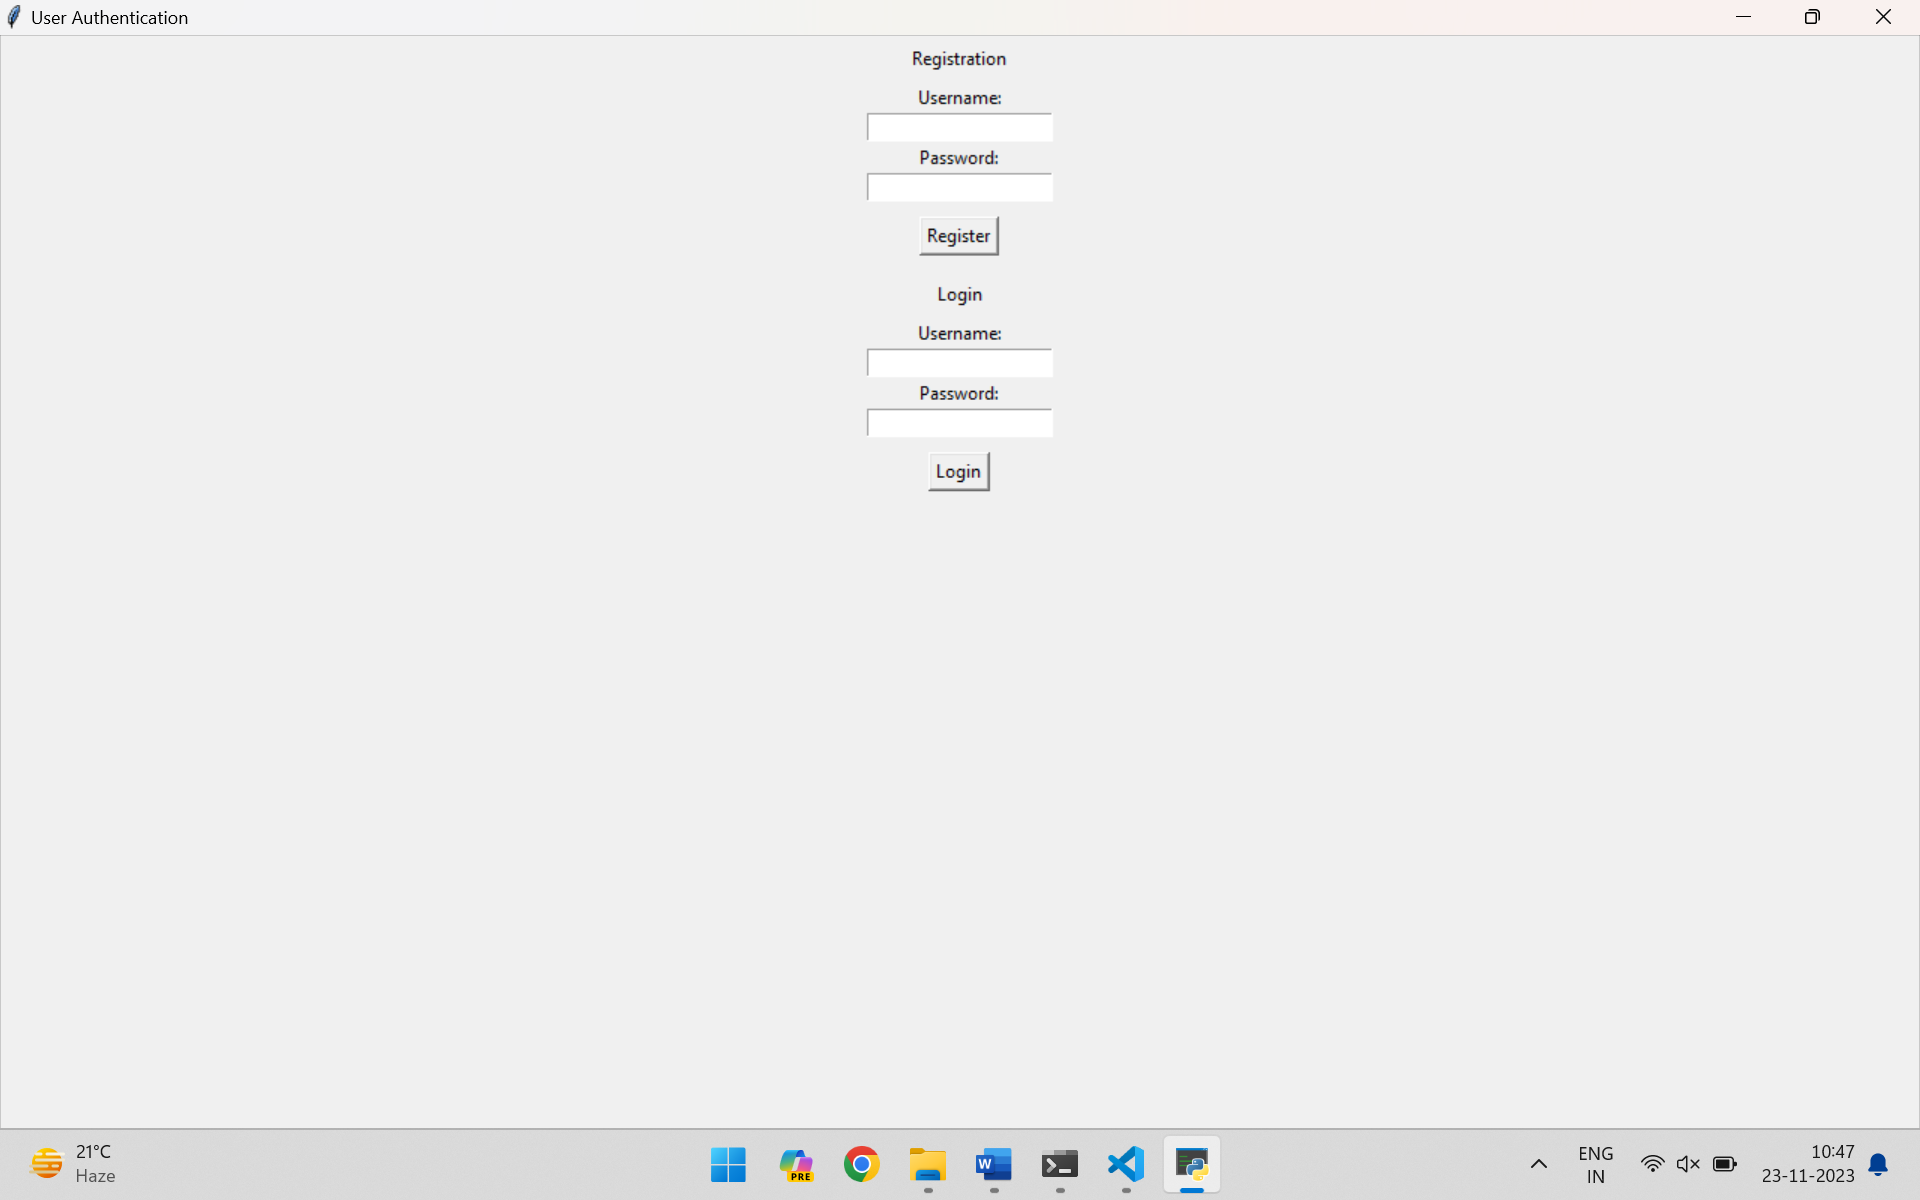 User Authentication
Registration
Username:
Password:
Register
Login
Username:
Password:
Login
21°C
Haze
PRE
W
ENG
IN
10:47
23-11-2023